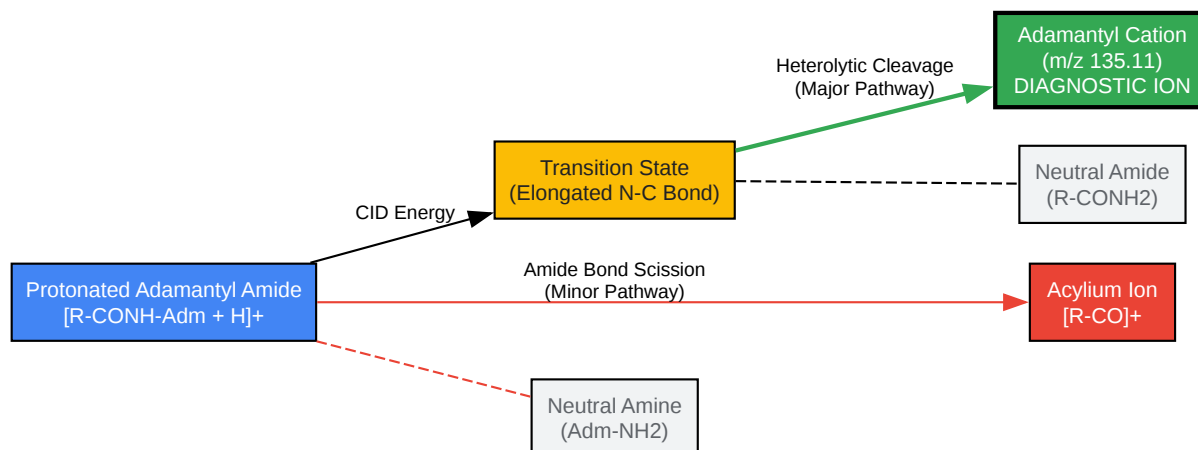 Adamantyl Cation
(m/z 135.11)
DIAGNOSTIC ION
Heterolytic Cleavage
(Major Pathway)
Transition State
(Elongated N-C Bond)
Neutral Amide
(R-CONH2)
CID Energy
Protonated Adamantyl Amide
[R-CONH-Adm + H]+
Amide Bond Scission
(Minor Pathway)
Acylium Ion
[R-CO]+
Neutral Amine
(Adm-NH2)